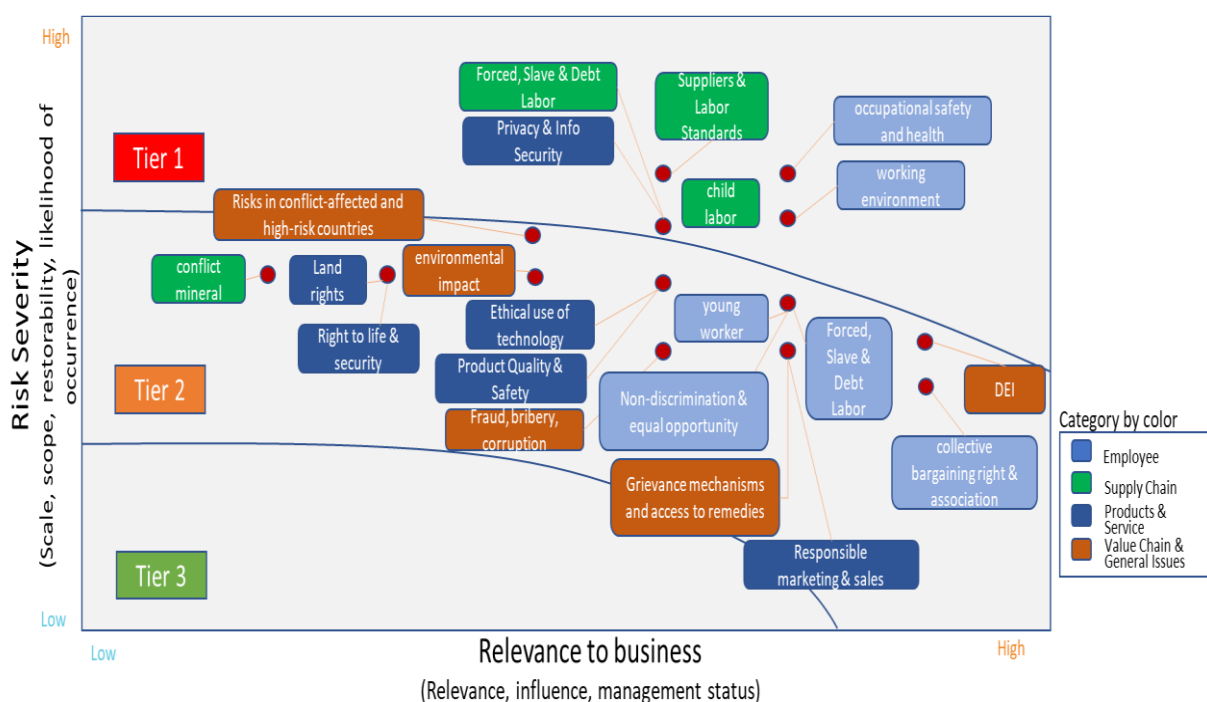 High
Forced, Slave & Debt
Labor
Suppliers &
Labor
Standards
occupational safety
and health
Privacy & Info
Security
Tier 1
child
labor
working
environment
Risks in conflict-affected and
high-risk countries
conflict
mineral
Land
rights
environmental
impact
Right to life &
security
Ethical use of
technology
young
worker
Forced,
Slave &
Debt
Labor
Product Quality &
Safety
Tier 2
Non-discrimination &
equal opportunity
DEI
Fraud, bribery,
corruption
collective
bargaining right &
association
Grievance mechanisms
and access to remedies
Responsible
marketing & sales
Tier 3
Risk Severity
(Scale, scope, restorability, likelihood of
occurrence)
Low
Low
Relevance to business
(Relevance, influence, management status)
High
Category by color
Employee
Supply Chain
Products &
Service
Value Chain &
General Issues